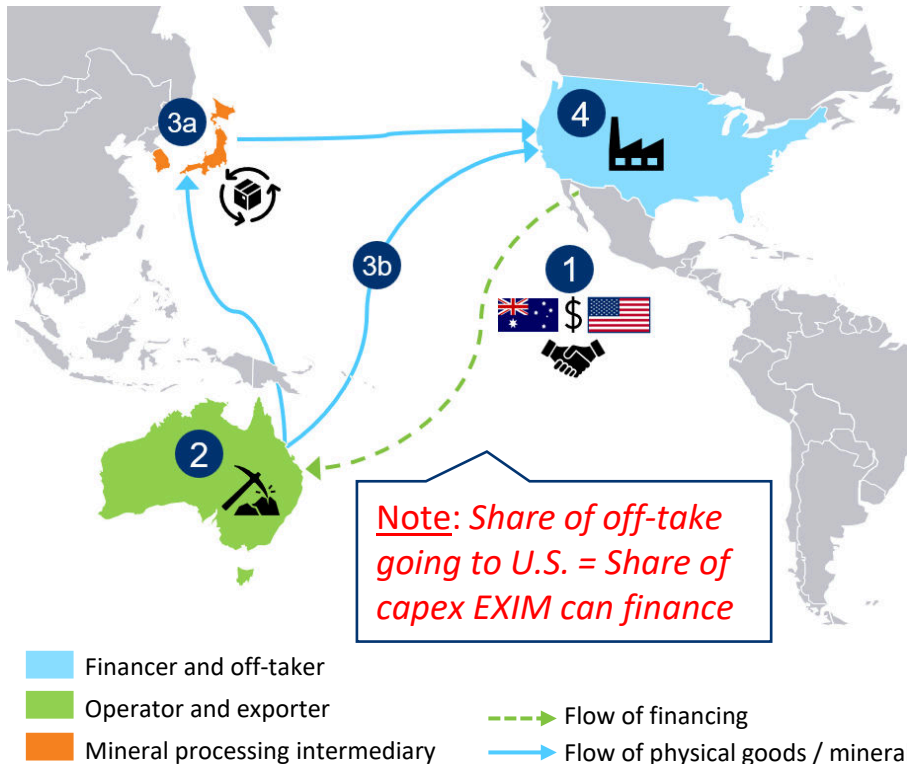 3a
4
3b
1
$
2
Note: Share of off-take
going to U.S. = Share of
capex EXIM can finance
Financer and off-taker
Operator and exporter
Mineral processing intermediary
Flow of financing
Flow of physical goods / minera